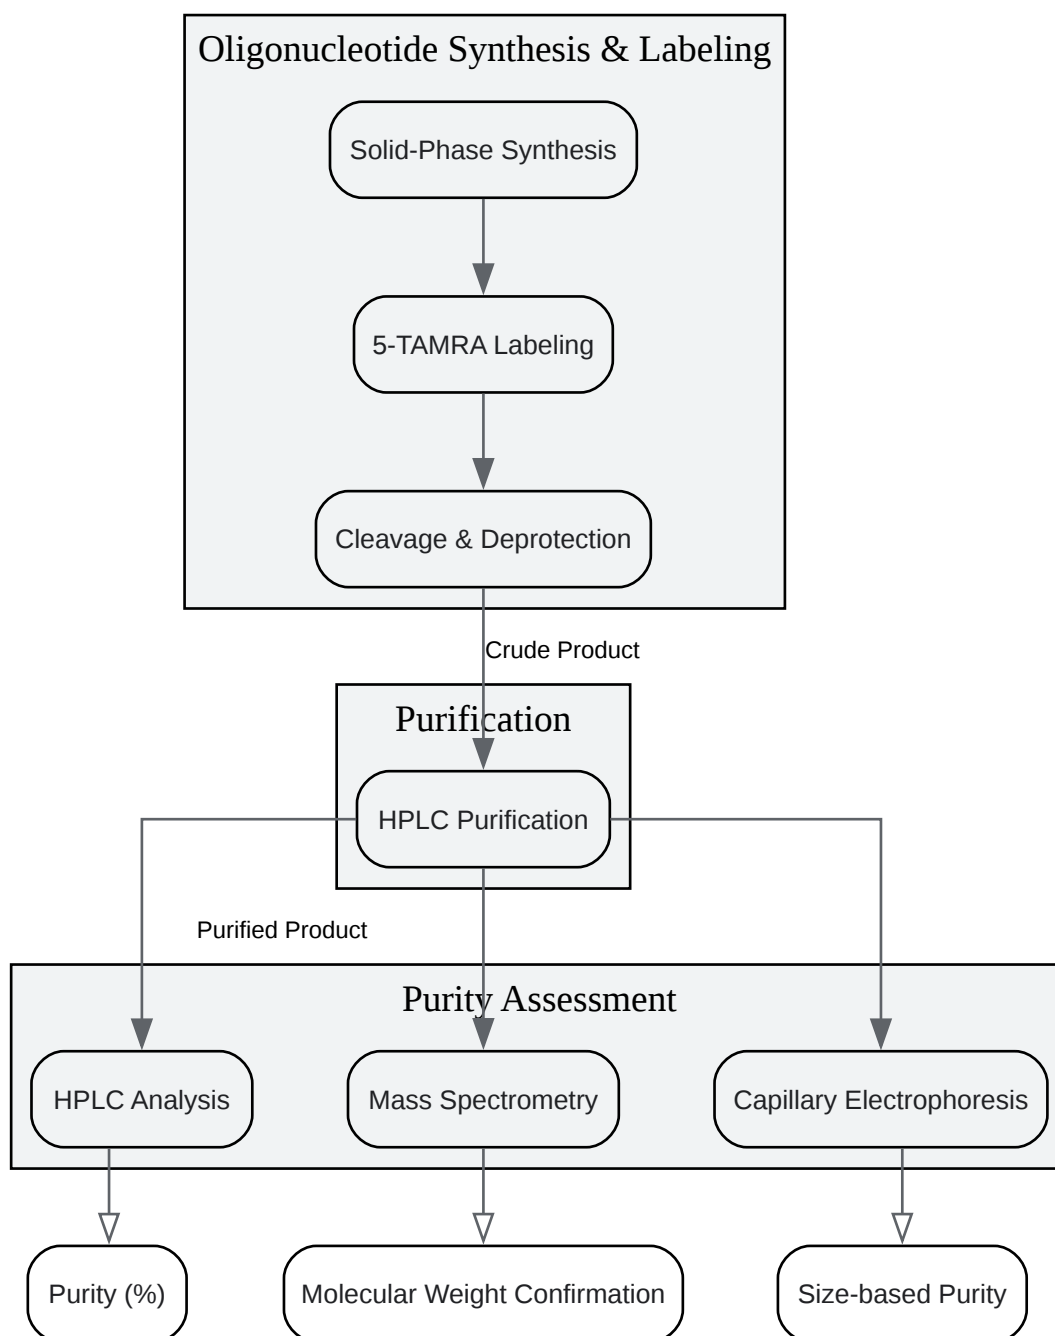 Oligonucleotide Synthesis & Labeling
Solid-Phase Synthesis
5-TAMRA Labeling
Cleavage & Deprotection
Crude Product
Purification
HPLC Purification
Purified Product
Purity Assessment
HPLC Analysis
Mass Spectrometry
Capillary Electrophoresis
Purity (%)
Molecular Weight Confirmation
Size-based Purity